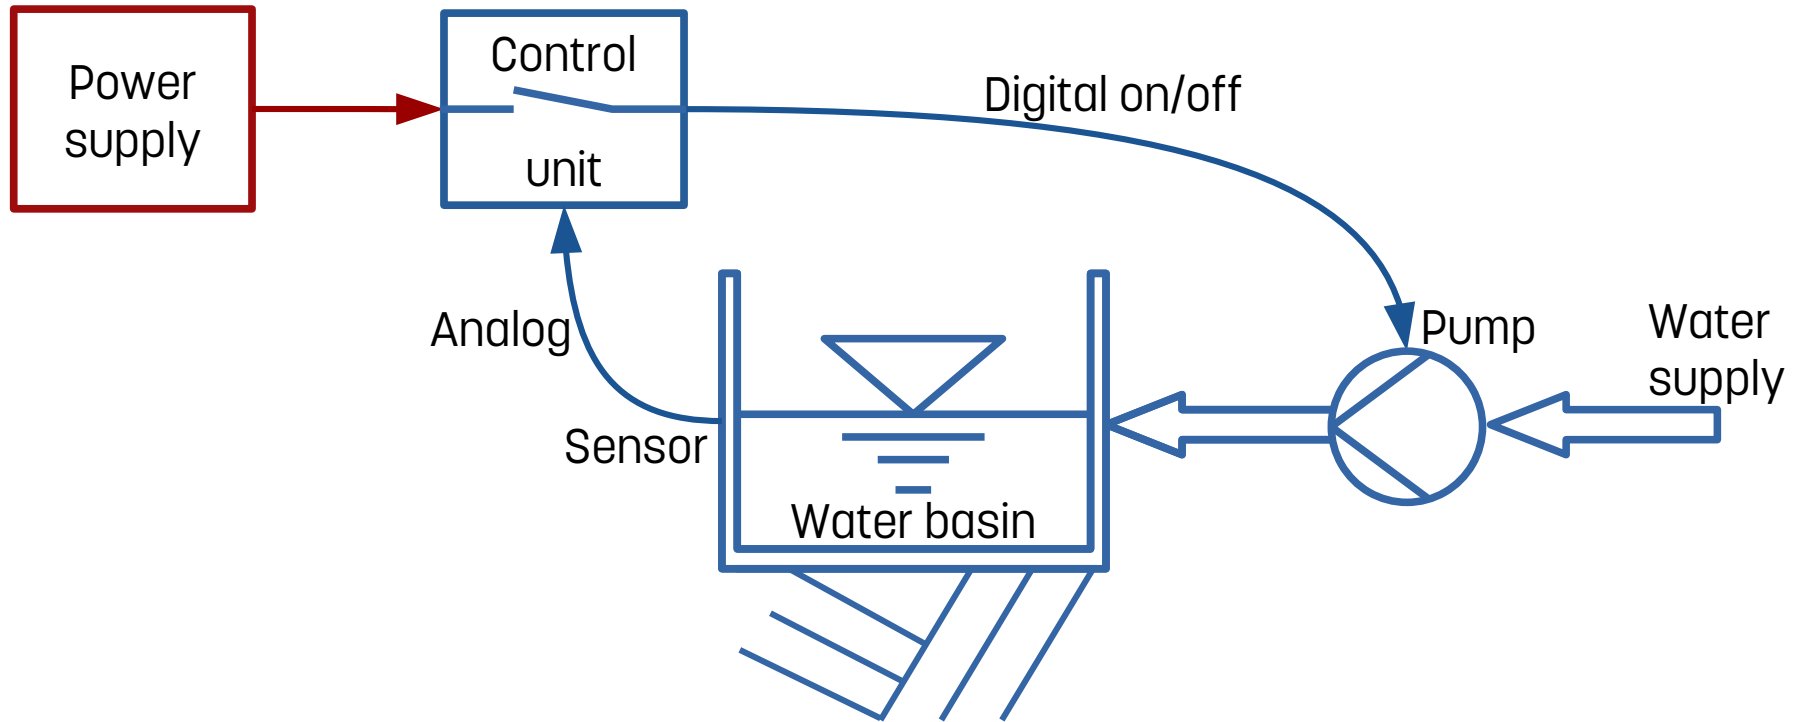 Power
supply
Control
unit
Digital on/off
Analog
Sensor
Water basin
Pump
Water
supply